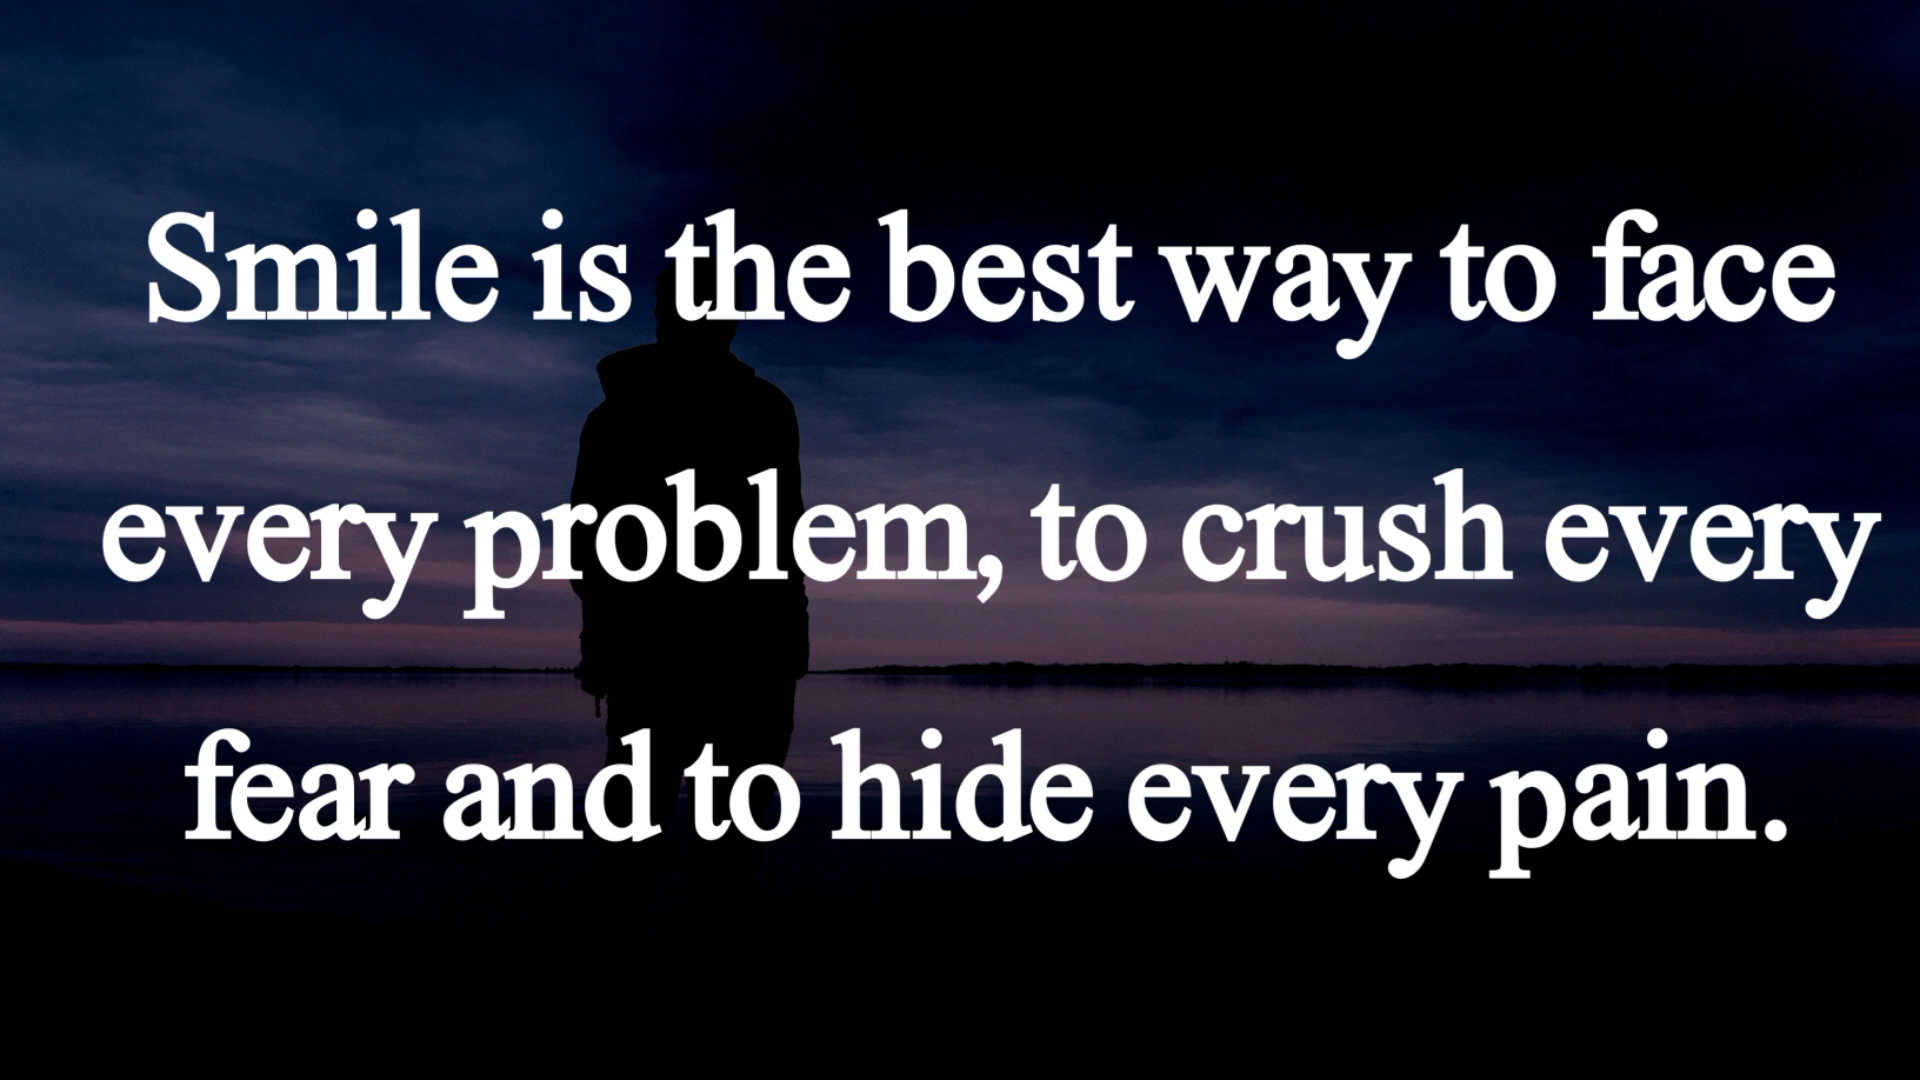 Smile is the best way to face
every problem, to crush every
fear and to hide every pain.